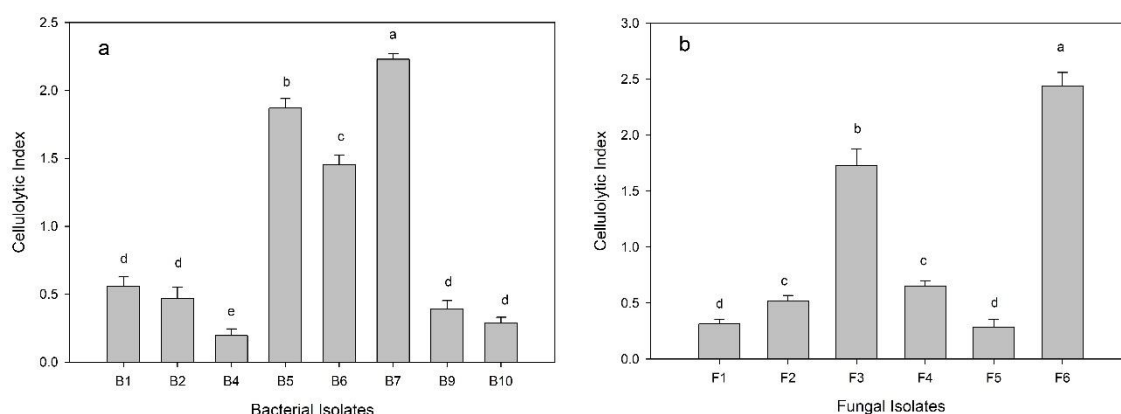 a
Cellulolytic Index
2.5
2.0
1.5
1.0
0.5
0.0
d d e b c a d d
B1 B2 B4 B5 B6 B7 B9 B10
Bacterial Isolates
b
Cellulolytic Index
3.0
2.5
2.0
1.5
1.0
0.5
0.0
d c b c d a
F1 F2 F3 F4 F5 F6
Fungal Isolates